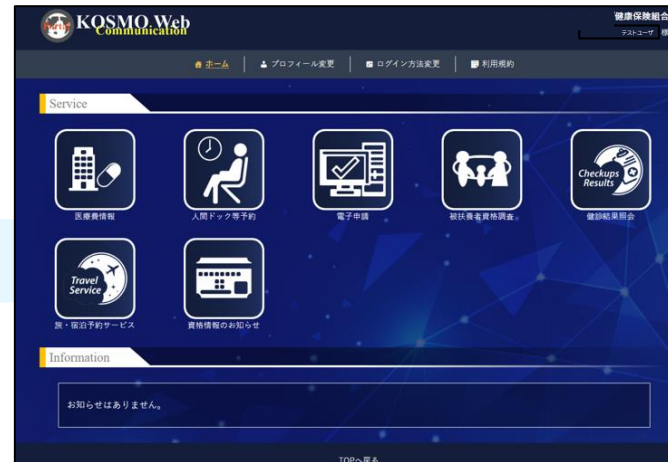 KOSMO Web
Communication
健康保険組合
テストユーザ 様
ホーム
プロフィール変更
ログイン方法変更
利用規約
Service
医療費情報
人間ドック等予約
電子申請
被扶養者資格調査
Checkups
Results
健診結果照会
Travel
Service
旅・宿泊予約サービス
資格情報のお知らせ
Information
お知らせはありません。
TOPへ戻る